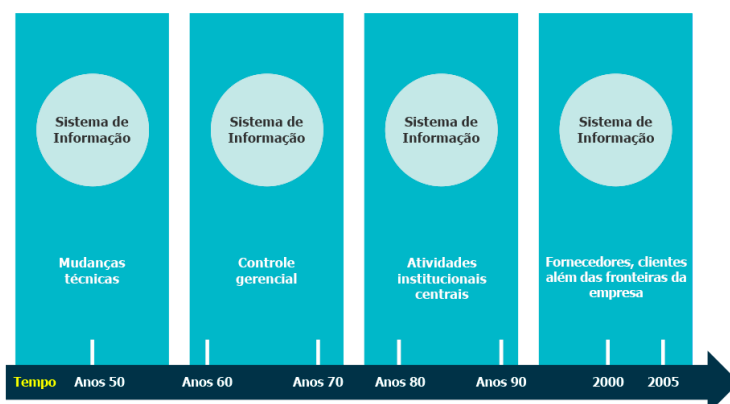 Sistema de
Informação
Mudanças
técnicas
Sistema de
Informação
Controle
gerencial
Sistema de
Informação
Atividades
institucionais
centrais
Sistema de
Informação
Fornecedores, clientes
além das fronteiras da
empresa
Tempo Anos 50 Anos 60 Anos 70 Anos 80 Anos 90 2000 2005